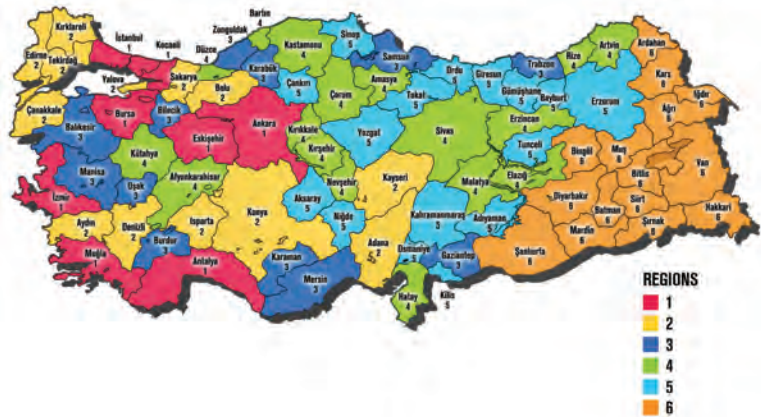 Kırklareli
2
Edirne
2
Tekirdağ
2
İstanbul
1
Kocaeli
1
Yalova
2
Sakarya
2
Düzce
4
Zonguldak
3
Bartın
4
Karabük
3
Bolu
2
Kastamonu
4
Sinop
5
Çankırı
5
Çorum
4
Samsun
3
Amasya
4
Tokat
5
Ordu
5
Giresun
5
Gümüşhane
5
Trabzon
3
Bayburt
5
Rize
4
Artvin
4
Ardahan
6
Kars
6
Iğdır
6
Ağrı
6
Erzurum
5
Erzincan
4
Çanakkale
2
Balıkesir
3
Bursa
1
Bilecik
3
Eskişehir
1
Ankara
1
Kırıkkale
4
Kırşehir
4
Yozgat
5
Sivas
4
Tunceli
5
Bingöl
6
Muş
6
Bitlis
6
Van
6
Manisa
3
Kütahya
4
Uşak
3
Afyonkarahisar
4
İzmir
1
Nevşehir
4
Kayseri
2
Malatya
4
Elazığ
4
Diyarbakır
6
Batman
6
Siirt
6
Şırnak
6
Hakkari
6
Mardin
6
Şanlıurfa
6
Aydın
2
Denizli
2
Isparta
2
Konya
2
Aksaray
5
Niğde
5
Kahramanmaraş
5
Adıyaman
5
Muğla
1
Burdur
3
Antalya
1
Karaman
3
Mersin
3
Adana
2
Osmaniye
5
Gaziantep
3
Hatay
4
Kilis
5
REGIONS
1
2
3
4
5
6